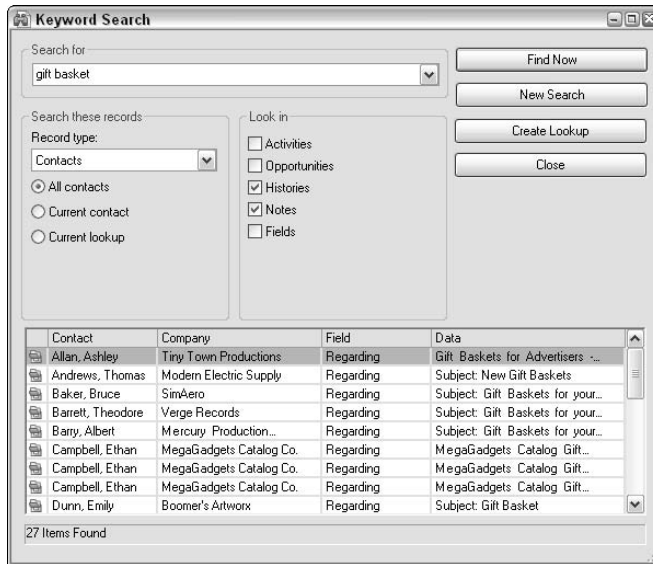 Keyword Search
Search for
gift basket
Find Now
New Search
Create Lookup
Close
Search these records
Record type:
Contacts
All contacts
Current contact
Current lookup
Look in
Activities
Opportunities
Histories
Notes
Fields
Contact Company Field Data
Allan, Ashley Tiny Town Productions Regarding Gift Baskets for Advertisers -...
Andrews, Thomas Modern Electric Supply Regarding Subject: New Gift Baskets
Baker, Bruce SimAero Regarding Subject: Gift Baskets for your...
Barrett, Theodore Verge Records Regarding Subject: Gift Baskets for your...
Barry, Albert Mercury Production... Regarding Subject: Gift Baskets for your...
Campbell, Ethan MegaGadgets Catalog Co. Regarding MegaGadgets Catalog Gift...
Campbell, Ethan MegaGadgets Catalog Co. Regarding MegaGadgets Catalog Gift...
Campbell, Ethan MegaGadgets Catalog Co. Regarding MegaGadgets Catalog Gift...
Dunn, Emily Boomer's Artworx Regarding Subject: Gift Basket
27 Items Found